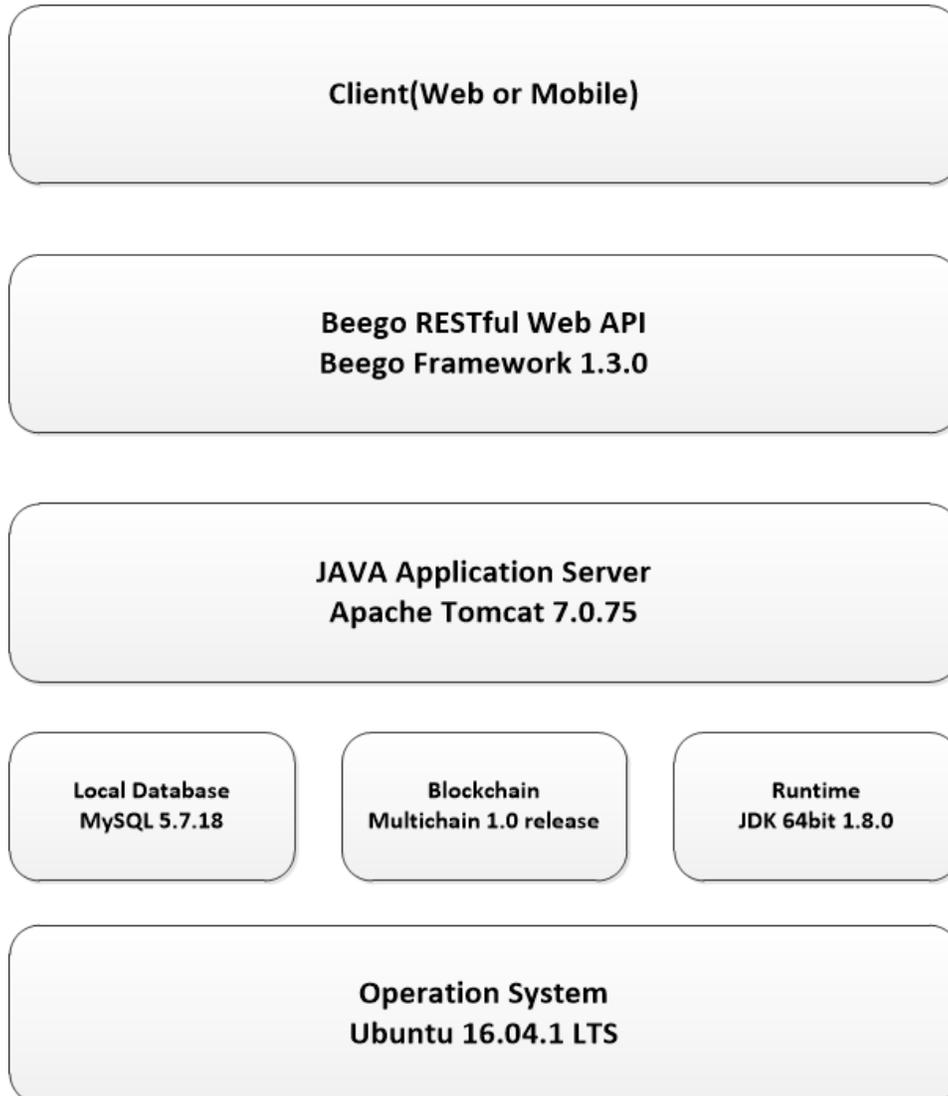 Client(Web or Mobile)
Beego RESTful Web API
Beego Framework 1.3.0
JAVA Application Server
Apache Tomcat 7.0.75
Local Database
MySQL 5.7.18
Blockchain
Multichain 1.0 release
Runtime
JDK 64bit 1.8.0
Operation System
Ubuntu 16.04.1 LTS